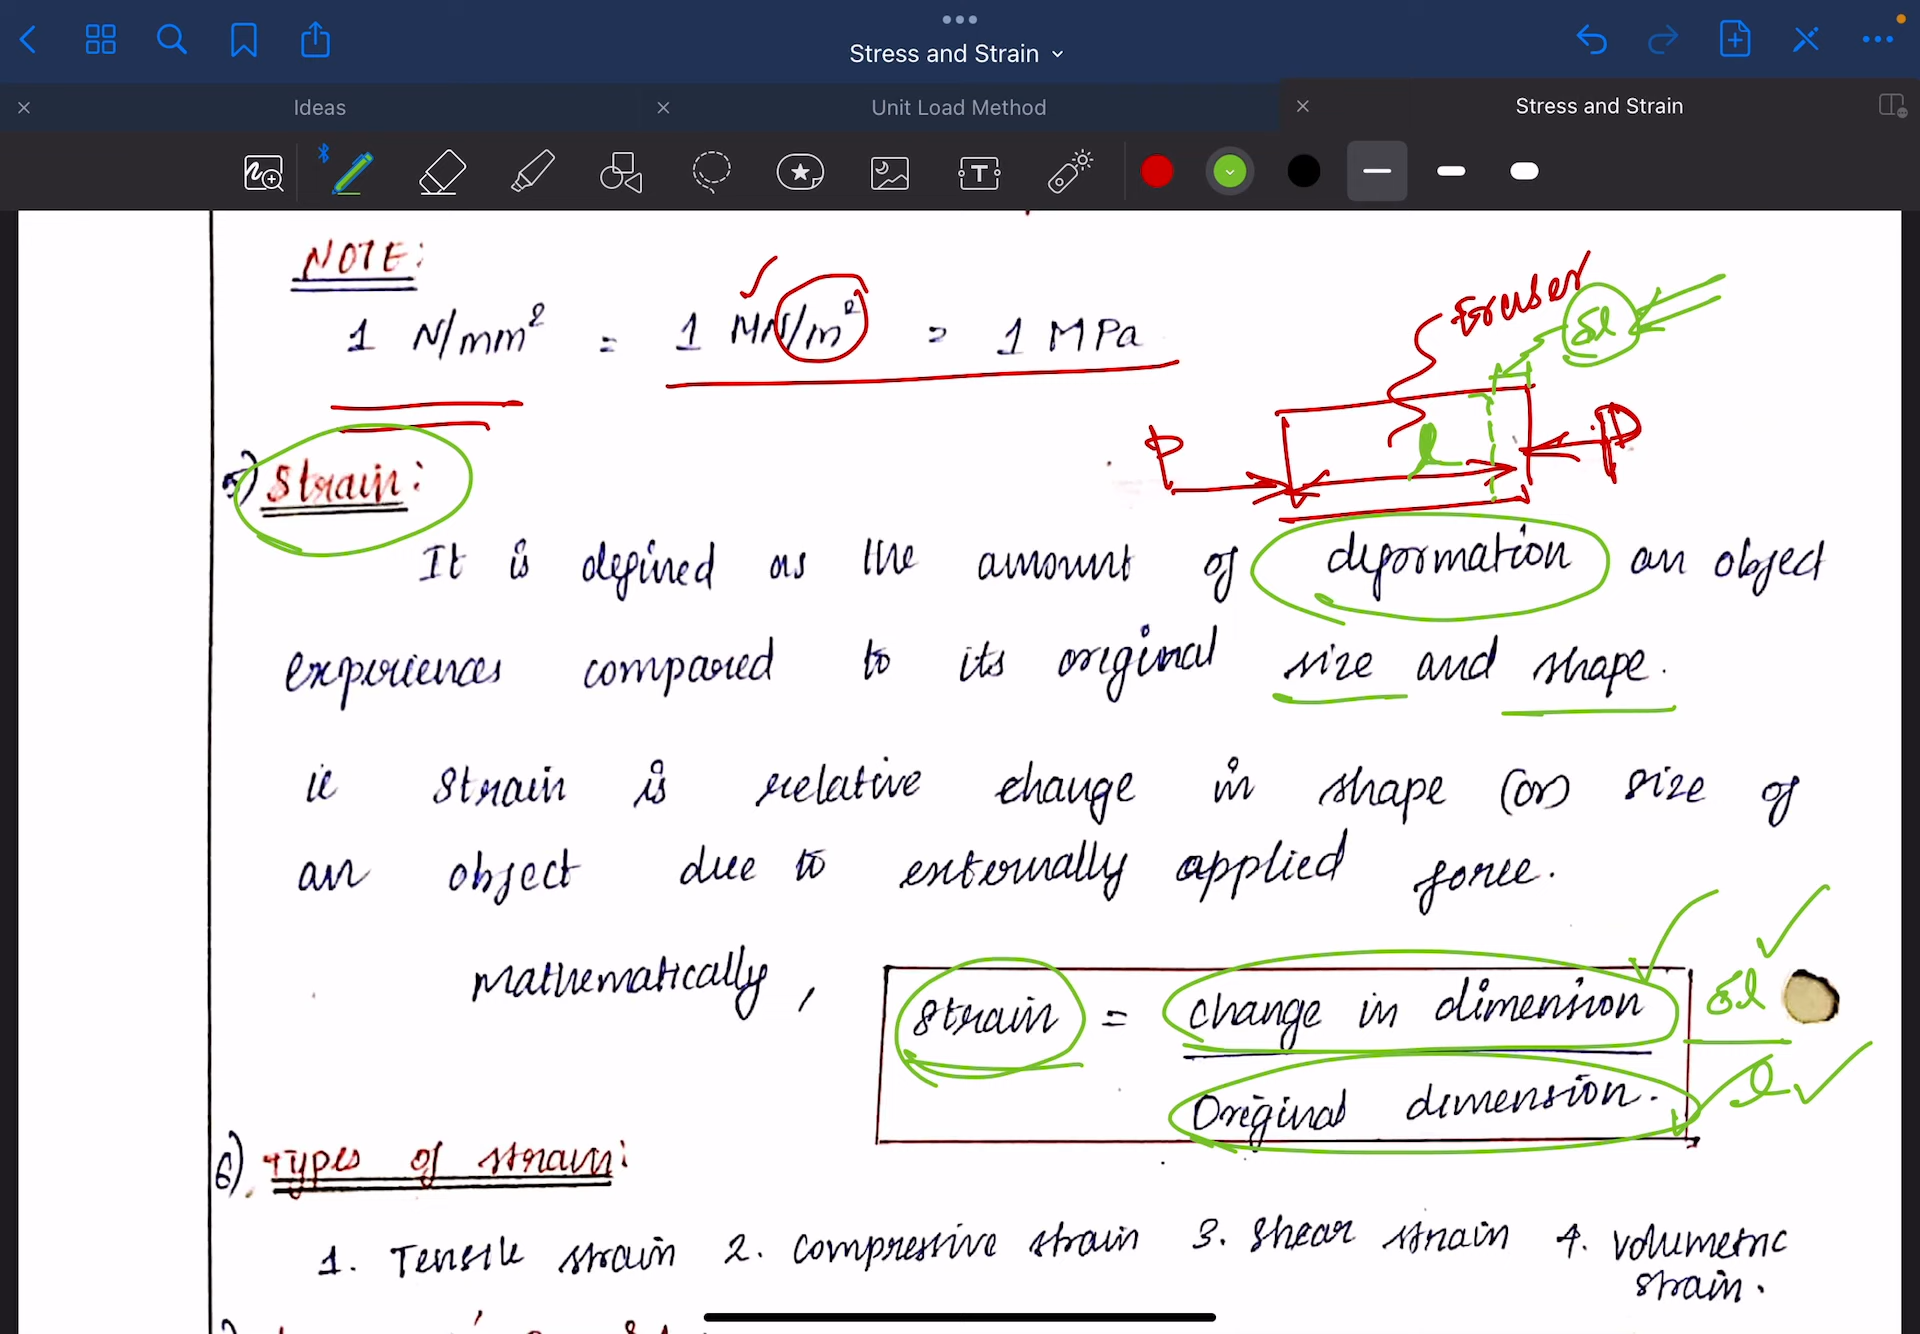 Stress and Strain
Ideas
Unit Load Method
Stress and Strain
T
NOTE:
1 N/mm² = 1 MN/m² = 1 MPa
Eraser
δl
P
l
P
5) Strain:
It is defined as the amount of deformation an object
experiences compared to its original size and shape.
ie Strain is relative change in shape (or) size of
an object due to externally applied force.
Mathematically, Strain = Change in dimension
Original dimension.
δl
l
6). Types of strain:
1. Tensile strain 2. Compressive strain 3. Shear strain 4. Volumetric
strain.